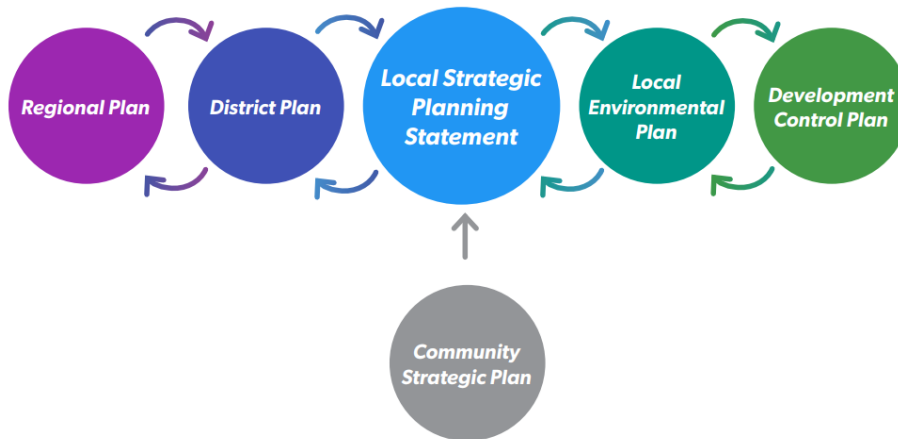 Regional Plan
District Plan
Local Strategic
Planning
Statement
Local
Environmental
Plan
Development
Control Plan
Community
Strategic Plan